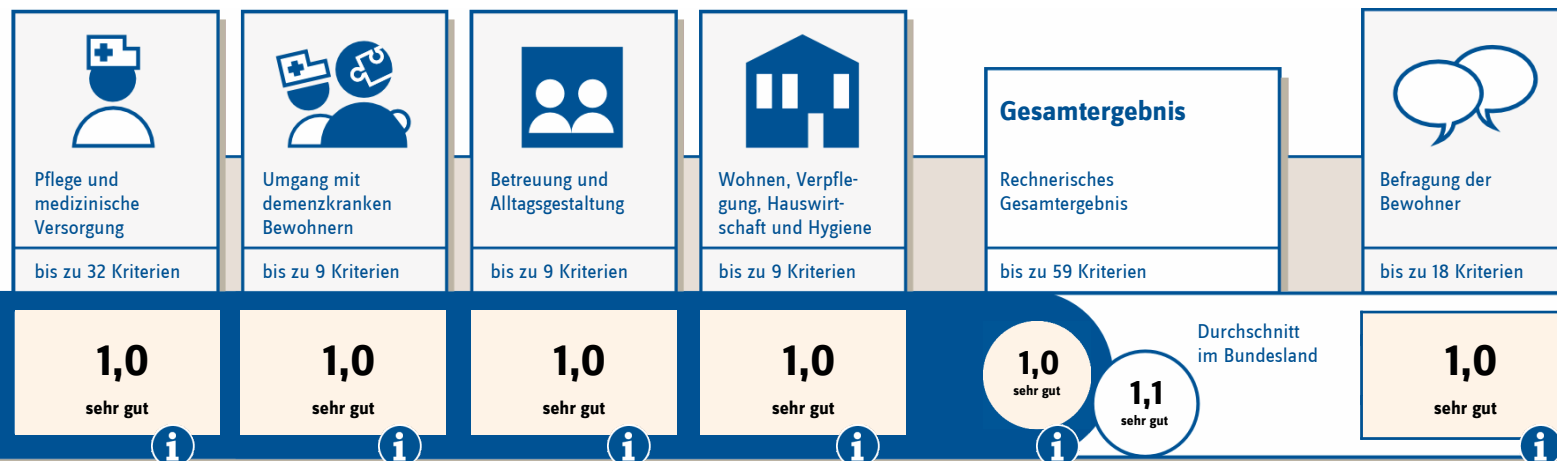 Pflege und
medizinische
Versorgung
bis zu 32 Kriterien
1,0
sehr gut
i
Umgang mit
demenzkranken
Bewohnern
bis zu 9 Kriterien
1,0
sehr gut
i
Betreuung und
Alltagsgestaltung
bis zu 9 Kriterien
1,0
sehr gut
i
Wohnen, Verpfle-
gung, Hauswirt-
schaft und Hygiene
bis zu 9 Kriterien
1,0
sehr gut
i
Gesamtergebnis
Rechnerisches
Gesamtergebnis
bis zu 59 Kriterien
1,0
sehr gut
i
1,1
sehr gut
Durchschnitt
im Bundesland
Befragung der
Bewohner
bis zu 18 Kriterien
1,0
sehr gut
i